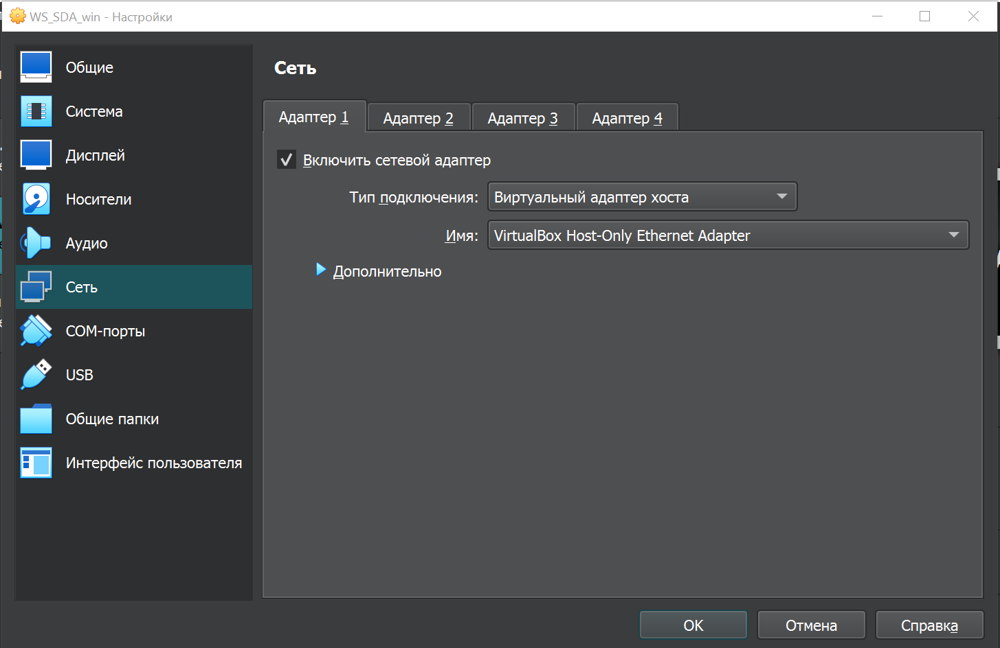 WS_SDA_win - Настройки
Общие
Система
Дисплей
Носители
Аудио
Сеть
COM-порты
USB
Общие папки
Интерфейс пользователя
Сеть
Адаптер 1
Адаптер 2
Адаптер 3
Адаптер 4
Включить сетевой адаптер
Тип подключения: Виртуальный адаптер хоста
Имя: VirtualBox Host-Only Ethernet Adapter
Дополнительно
OK
Отмена
Справка